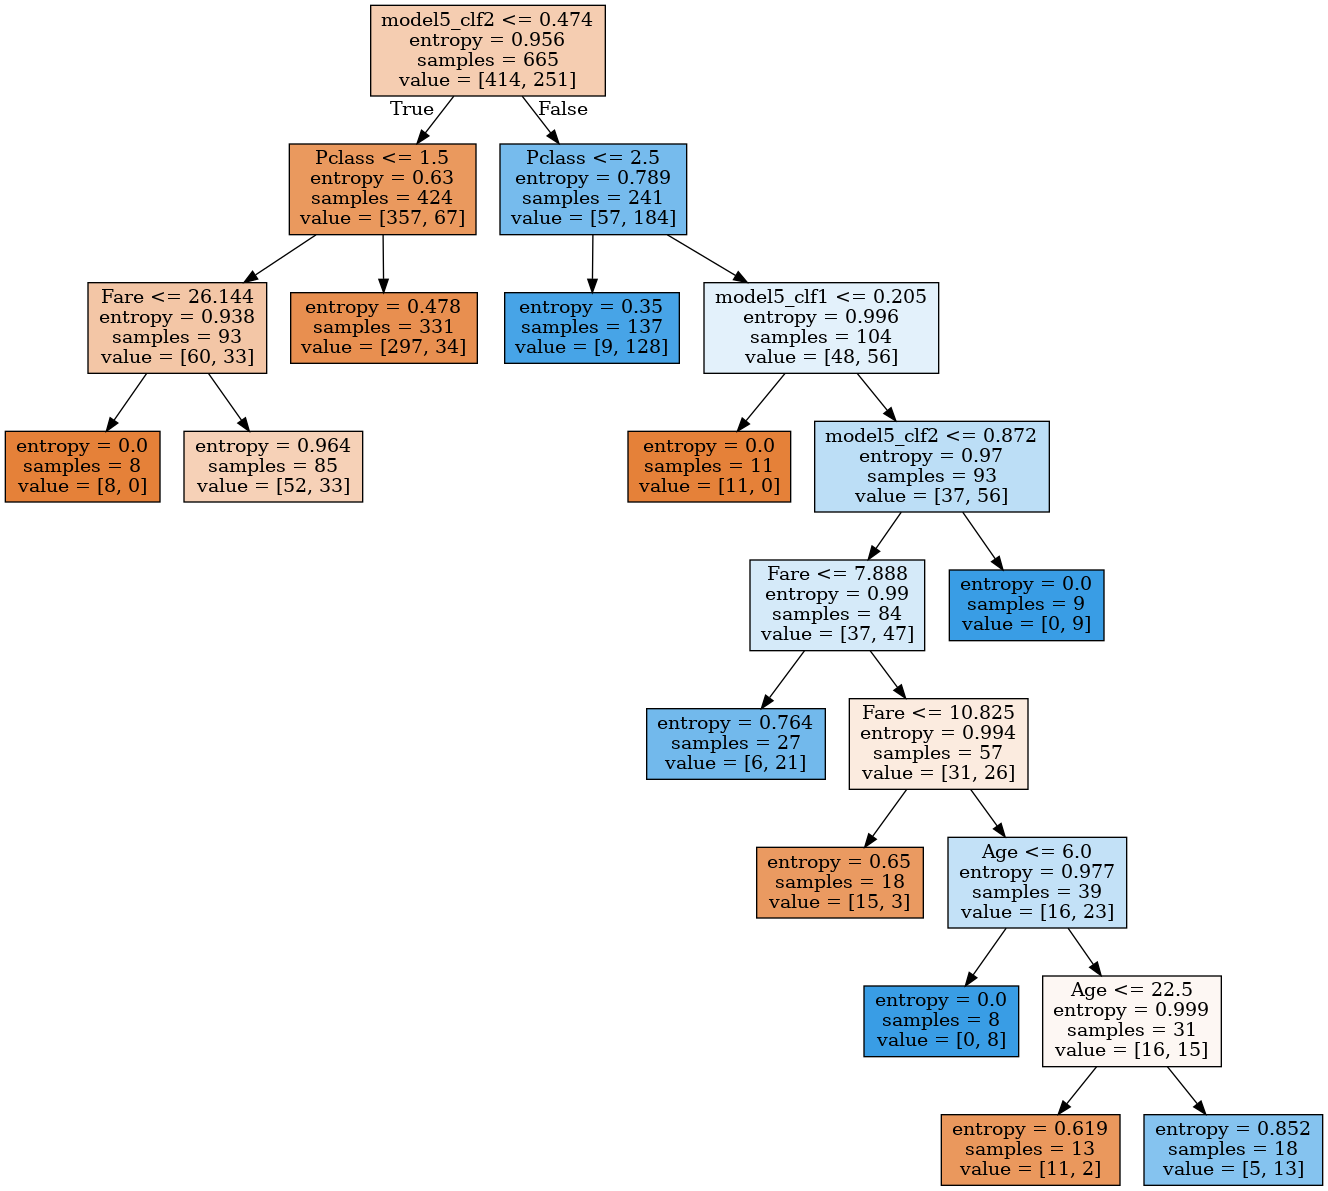 model5_clf2 <= 0.474
entropy = 0.956
samples = 665
value = [414, 251]
True
False
Pclass <= 1.5
entropy = 0.63
samples = 424
value = [357, 67]
Pclass <= 2.5
entropy = 0.789
samples = 241
value = [57, 184]
Fare <= 26.144
entropy = 0.938
samples = 93
value = [60, 33]
entropy = 0.478
samples = 331
value = [297, 34]
entropy = 0.35
samples = 137
value = [9, 128]
model5_clf1 <= 0.205
entropy = 0.996
samples = 104
value = [48, 56]
entropy = 0.0
samples = 8
value = [8, 0]
entropy = 0.964
samples = 85
value = [52, 33]
entropy = 0.0
samples = 11
value = [11, 0]
model5_clf2 <= 0.872
entropy = 0.97
samples = 93
value = [37, 56]
Fare <= 7.888
entropy = 0.99
samples = 84
value = [37, 47]
entropy = 0.0
samples = 9
value = [0, 9]
entropy = 0.764
samples = 27
value = [6, 21]
Fare <= 10.825
entropy = 0.994
samples = 57
value = [31, 26]
entropy = 0.65
samples = 18
value = [15, 3]
Age <= 6.0
entropy = 0.977
samples = 39
value = [16, 23]
entropy = 0.0
samples = 8
value = [0, 8]
Age <= 22.5
entropy = 0.999
samples = 31
value = [16, 15]
entropy = 0.619
samples = 13
value = [11, 2]
entropy = 0.852
samples = 18
value = [5, 13]